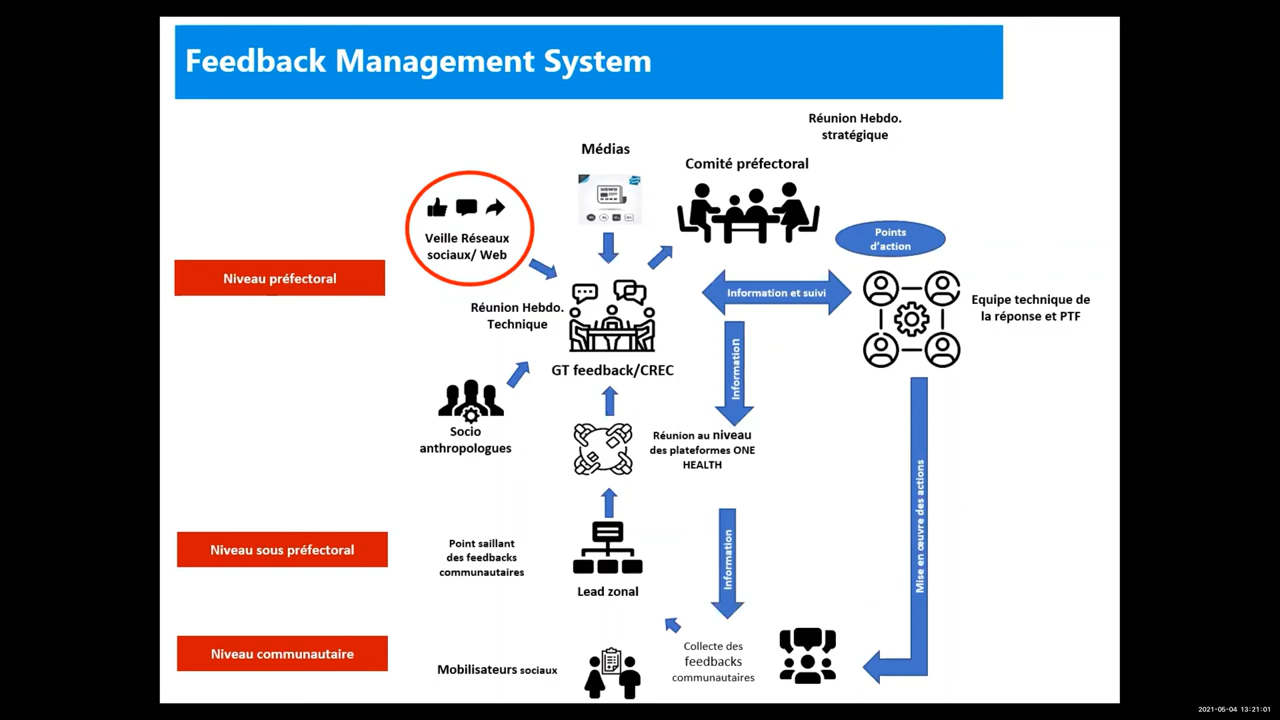 Feedback Management System
Réunion Hebdo.
stratégique
Médias
Comité préfectoral
NEWS
Veille Réseaux
sociaux/ Web
Points
d’action
Niveau préfectoral
Information et suivi
Equipe technique de
la réponse et PTF
Réunion Hebdo.
Technique
GT feedback/CREC
Information
Socio
anthropologues
Réunion au niveau
des plateformes ONE
HEALTH
Niveau sous préfectoral
Point saillant
des feedbacks
communautaires
Lead zonal
Information
Mise en œuvre des actions
Niveau communautaire
Mobilisateurs sociaux
Collecte des
feedbacks
communautaires
2021-05-04 13:21:01